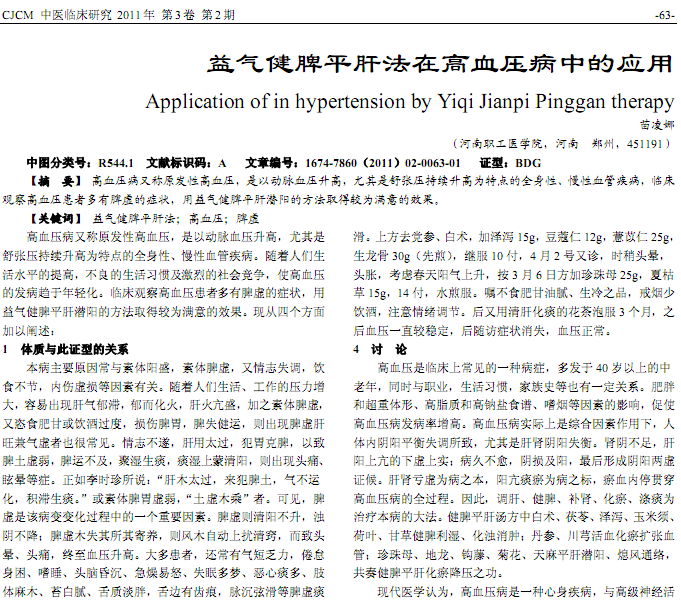 CJCM 中医临床研究 2011 年 第 3 卷 第 2 期 -63-
益气健脾平肝法在高血压病中的应用
Application of in hypertension by Yiqi Jianpi Pinggan therapy
苗凌娜
（河南职工医学院，河南 郑州，451191）
中图分类号：R544.1 文献标识码：A 文章编号：1674-7860（2011）02-0063-01 证型：BDG
【摘 要】 高血压病又称原发性高血压，是以动脉血压升高，尤其是舒张压持续升高为特点的全身性、慢性血管疾病，临床
观察高血压患者多有脾虚的症状，用益气健脾平肝潜阳的方法取得较为满意的效果。
【关键词】 益气健脾平肝法；高血压；脾虚
高血压病又称原发性高血压，是以动脉血压升高，尤其是
舒张压持续升高为特点的全身性、慢性血管疾病。随着人们生
活水平的提高，不良的生活习惯及激烈的社会竞争，使高血压
的发病趋于年轻化。临床观察高血压患者多有脾虚的症状，用
益气健脾平肝潜阳的方法取得较为满意的效果。现从四个方面
加以阐述：
1 体质与此证型的关系
本病主要原因常与素体阳盛，素体脾虚，又情志失调，饮
食不节，内伤虚损等因素有关。随着人们生活、工作的压力增
大，容易出现肝气郁滞，郁而化火，肝火亢盛，加之素体脾虚，
又恣食肥甘或饮酒过度，损伤脾胃，脾失健运，则出现脾虚肝
旺兼气虚者也很常见。情志不遂，肝用太过，犯胃克脾，以致
脾土虚弱，脾运不及，聚湿生痰，痰湿上蒙清阳，则出现头痛、
眩晕等症。正如李时珍所说：“肝木太过，来犯脾土，气不运
化，积滞生痰。”或素体脾胃虚弱，“土虚木乘”者。可见，脾
虚是该病变变化过程中的一个重要因素。脾虚则清阳不升，浊
阴不降；脾虚木失其所其寄养，则风木自动上扰清窍，而致头
晕、头痛，终至血压升高。大多患者，还常有气短乏力，倦怠
身困、嗜睡、头脑昏沉、急燥易怒、失眠多梦、恶心痰多、肢
体麻木、苔白腻、舌质淡胖，舌边有齿痕，脉沉弦滑等脾虚痰
滑。上方去党参、白术，加泽泻 15g，豆蔻仁 12g，薏苡仁 25g，
生龙骨 30g（先煎），继服 10 付，4 月 2 号又诊，时稍头晕，
头胀，考虑春天阳气上升，按 3 月 6 日方加珍珠母 25g，夏枯
草 15g，14 付，水煎服。嘱不食肥甘油腻、生冷之品，戒烟少
饮酒，注意情绪调节。后又用清肝化痰的花茶泡服 3 个月，之
后血压一直较稳定，后随访症状消失，血压正常。
4 讨 论
高血压是临床上常见的一种病症，多发于 40 岁以上的中
老年，同时与职业，生活习惯，家族史等也有一定关系。肥胖
和超重体形、高脂质和高钠盐食谱、嗜烟等因素的影响，促使
高血压病发病率增高。高血压病实际上是综合因素作用下，人
体内阴阳平衡失调所致，尤其是肝肾阴阳失衡。肾阴不足，肝
阳上亢的下虚上实；病久不愈，阴损及阳，最后形成阴阳两虚
证候。肝肾亏虚为病之本，阳亢痰瘀为病之标，瘀血内停贯穿
高血压病的全过程。因此，调肝、健脾、补肾、化瘀、涤痰为
治疗本病的大法。健脾平肝汤方中白术、茯苓、泽泻、玉米须、
荷叶、甘草健脾利湿、化浊消肿；丹参、川芎活血化瘀扩张血
管；珍珠母、地龙、钩藤、菊花、天麻平肝潜阳、熄风通络，
共奏健脾平肝化瘀降压之功。
现代医学认为，高血压病是一种心身疾病，与高级神经活